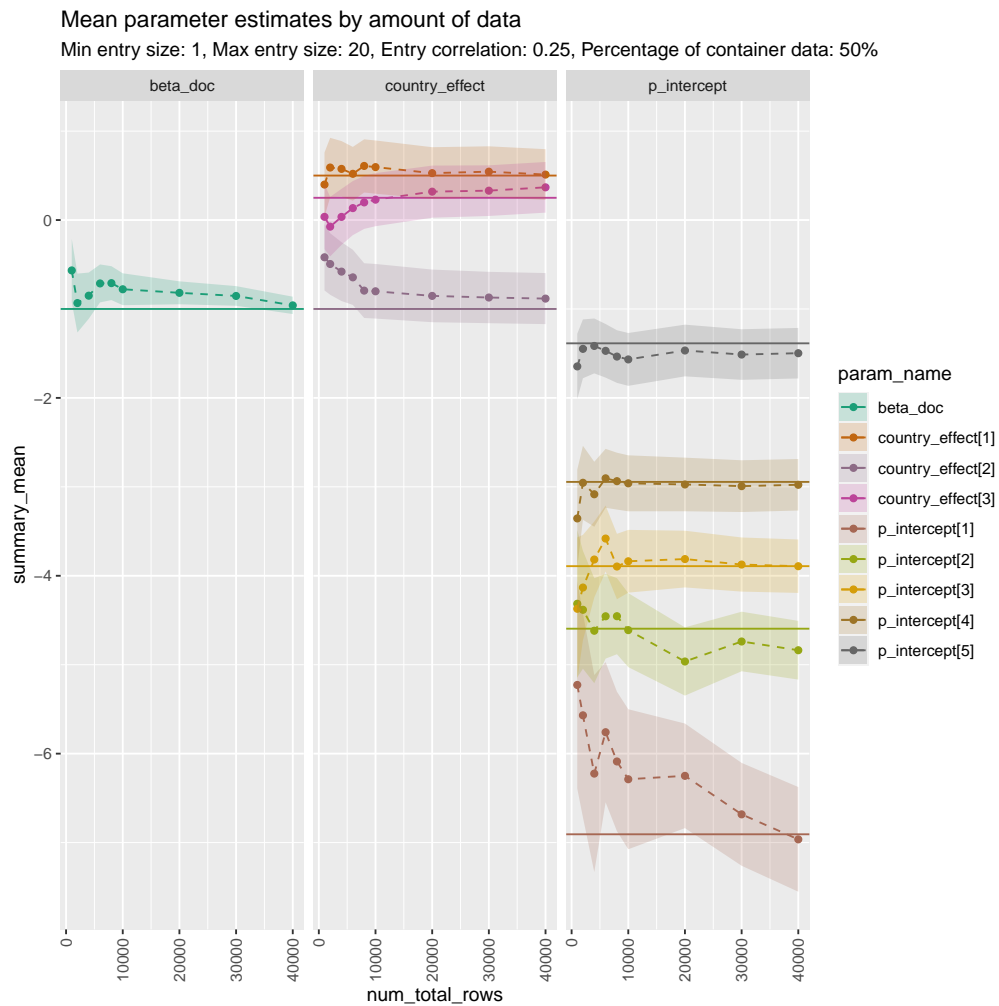 Mean parameter estimates by amount of data
Min entry size: 1, Max entry size: 20, Entry correlation: 0.25, Percentage of container data: 50%
beta_doc
country_effect
p_intercept
summary_mean
0
−2
−4
−6
0
10000
20000
30000
40000
0
10000
20000
30000
40000
0
10000
20000
30000
40000
num_total_rows
param_name
beta_doc
country_effect[1]
country_effect[2]
country_effect[3]
p_intercept[1]
p_intercept[2]
p_intercept[3]
p_intercept[4]
p_intercept[5]